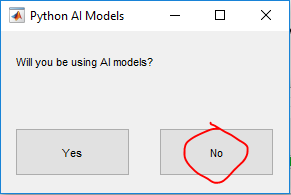 Python AI Models
Will you be using AI models?
Yes
No